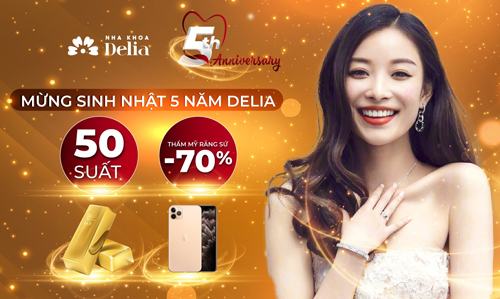 NHA KHOA
Delia
5th
Anniversary
MỪNG SINH NHẬT 5 NĂM DELIA
50
SUẤT
THẨM MỸ RĂNG SỨ
-70%